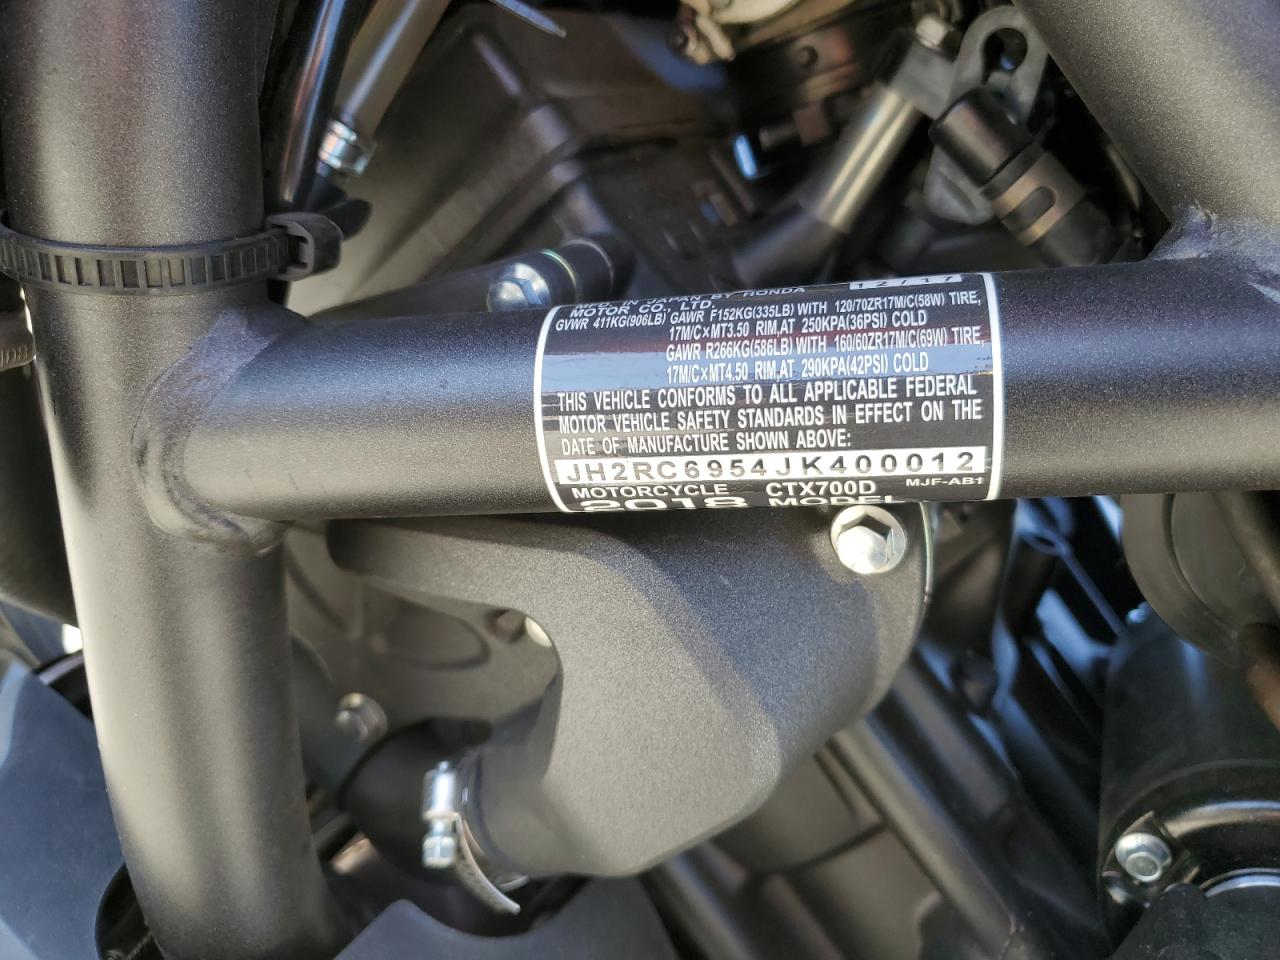 MFD. IN JAPAN BY HONDA 12/17
MOTOR CO., LTD.
GVWR 411KG(906LB) GAWR F152KG(335LB) WITH 120/70ZR17M/C(58W) TIRE,
17M/C×MT3.50 RIM,AT 250KPA(36PSI) COLD
GAWR R266KG(586LB) WITH 160/60ZR17M/C(69W) TIRE,
17M/C×MT4.50 RIM,AT 290KPA(42PSI) COLD
THIS VEHICLE CONFORMS TO ALL APPLICABLE FEDERAL
MOTOR VEHICLE SAFETY STANDARDS IN EFFECT ON THE
DATE OF MANUFACTURE SHOWN ABOVE:
JH2RC6954JK400012
MOTORCYCLE CTX700D MJF-AB1
2018 MODEL